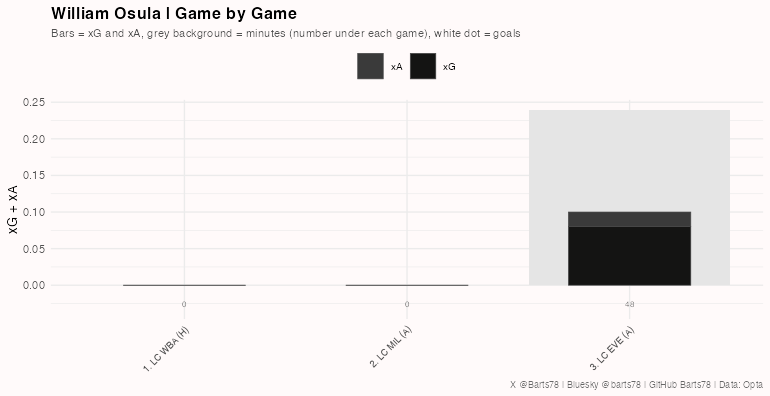 William Osula | Game by Game
Bars = xG and xA, grey background = minutes (number under each game), white dot = goals
xA xG
xG + xA
0.25
0.20
0.15
0.10
0.05
0.00
0 0 48
1. LC WBA (H)
2. LC MIL (A)
3. LC EVE (A)
X @Barts78 | Bluesky @barts78 | GitHub Barts78 | Data: Opta